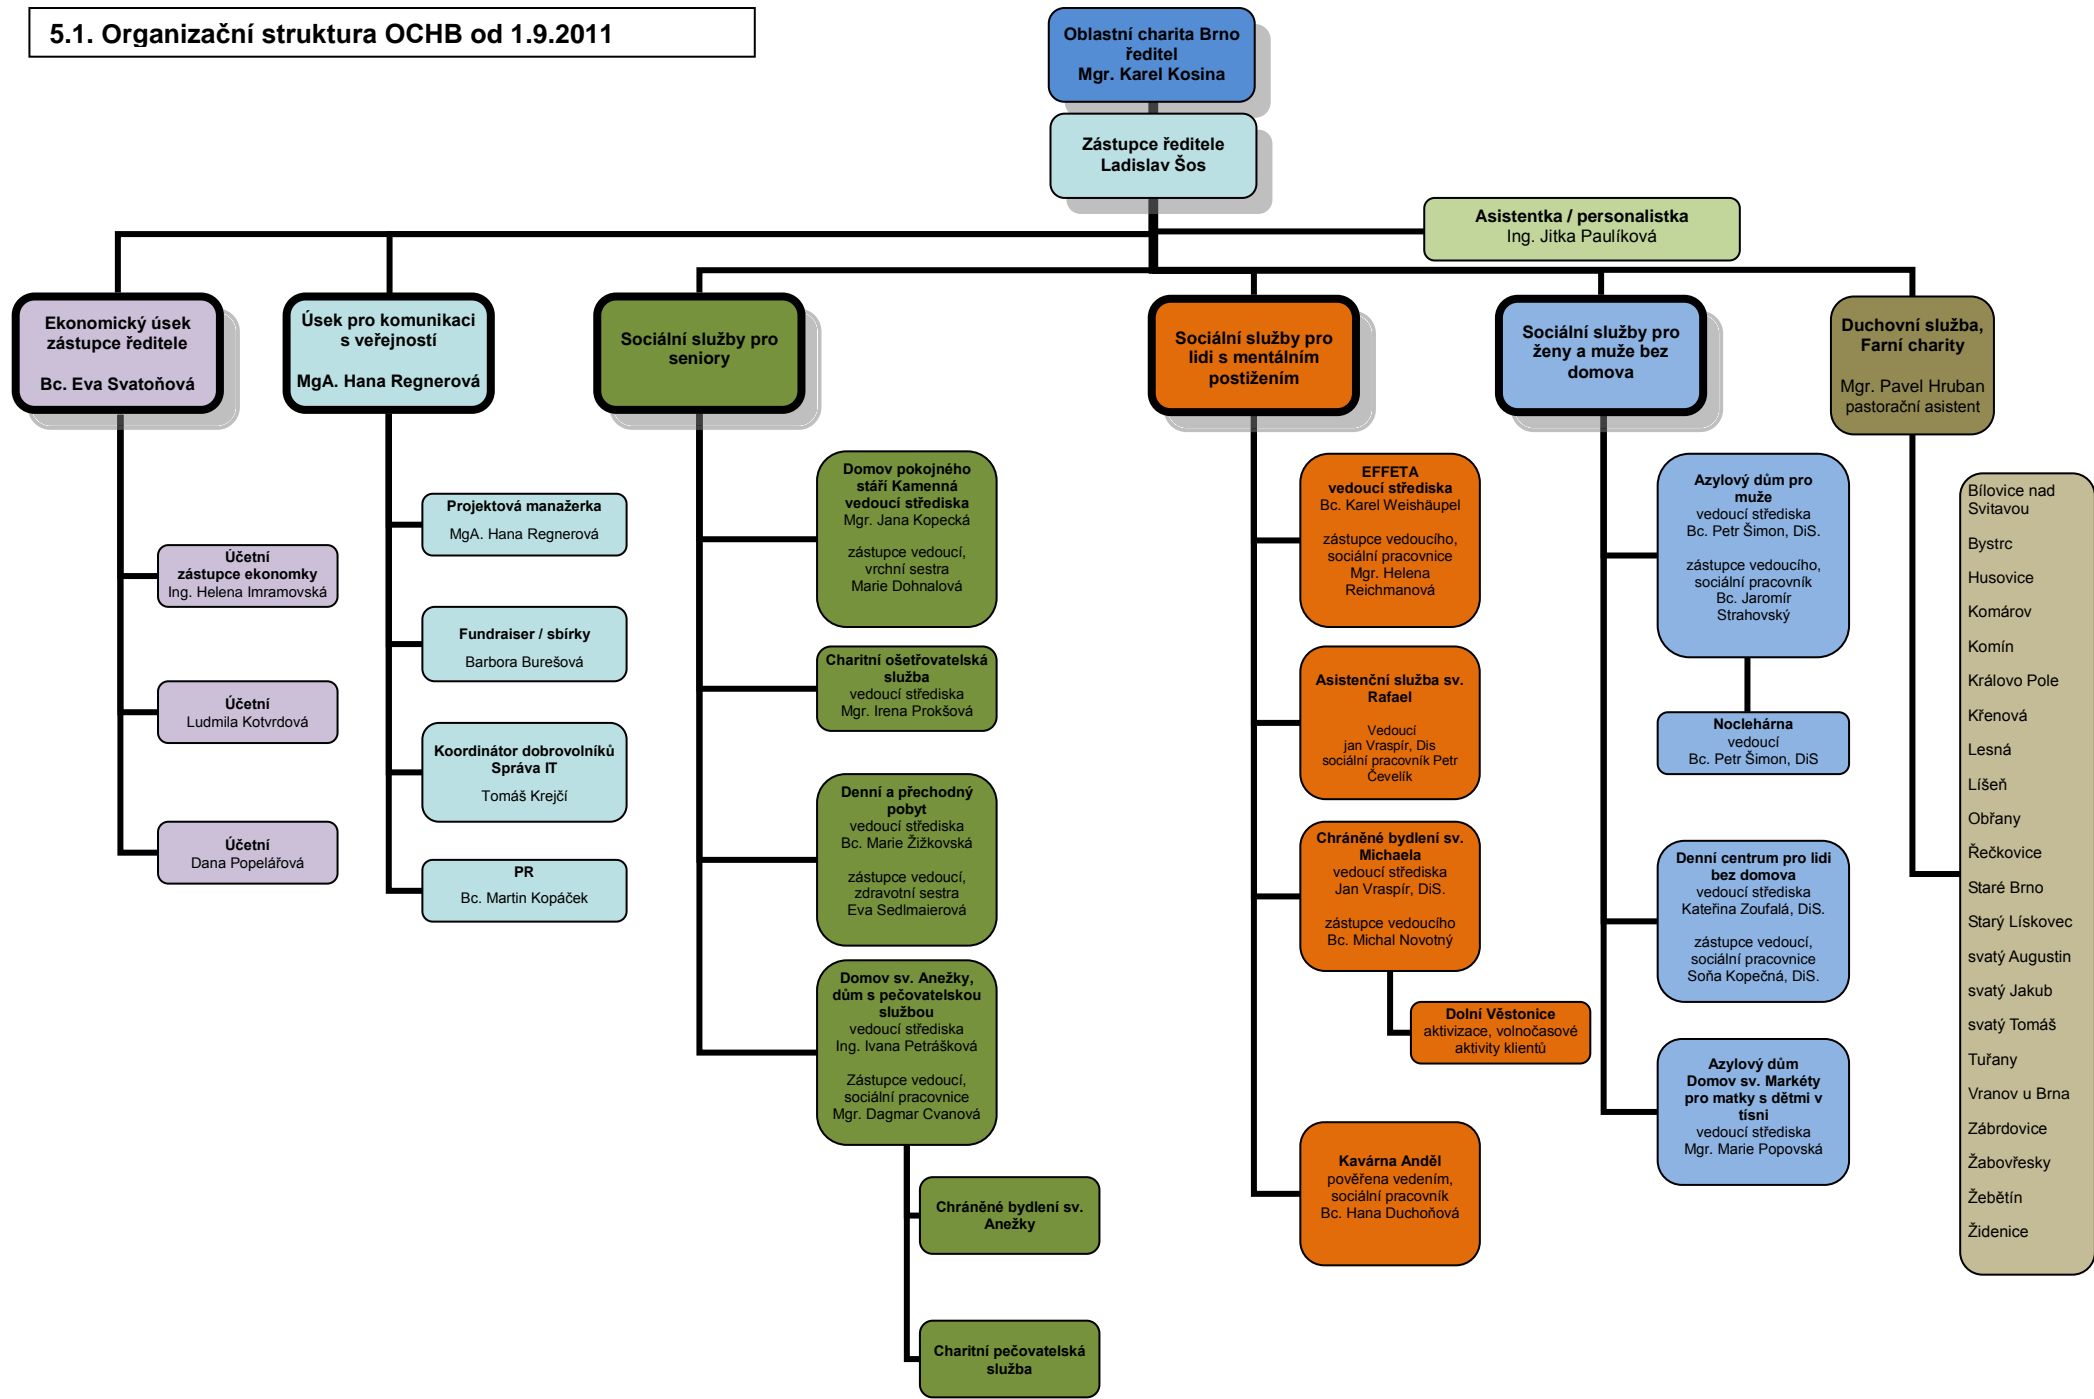 5.1. Organizační struktura OCHB od 1.9.2011
Oblastní charita Brno
ředitel
Mgr. Karel Kosina
Zástupce ředitele
Ladislav Šos
Asistentka / personalistka
Ing. Jitka Paulíková
Ekonomický úsek
zástupce ředitele
Bc. Eva Svatoňová
Účetní
zástupce ekonomky
Ing. Helena Imramovská
Účetní
Ludmila Kotvrdová
Účetní
Dana Popelářová
Úsek pro komunikaci
s veřejností
MgA. Hana Regnerová
Projektová manažerka
MgA. Hana Regnerová
Fundraiser / sbírky
Barbora Burešová
Koordinátor dobrovolníků
Správa IT
Tomáš Krejčí
PR
Bc. Martin Kopáček
Sociální služby pro
seniory
Domov pokojného
stáří Kamenná
vedoucí střediska
Mgr. Jana Kopecká
zástupce vedoucí,
vrchní sestra
Marie Dohnalová
Charitní ošetřovatelská
služba
vedoucí střediska
Mgr. Irena Prokšová
Denní a přechodný
pobyt
vedoucí střediska
Bc. Marie Žižkovská
zástupce vedoucí,
zdravotní sestra
Eva Sedlmaierová
Domov sv. Anežky,
dům s pečovatelskou
službou
vedoucí střediska
Ing. Ivana Petrášková
Zástupce vedoucí,
sociální pracovnice
Mgr. Dagmar Cvanová
Chráněné bydlení sv.
Anežky
Charitní pečovatelská
služba
Sociální služby pro
lidi s mentálním
postižením
EFFETA
vedoucí střediska
Bc. Karel Weishäupel
zástupce vedoucího,
sociální pracovnice
Mgr. Helena
Reichmanová
Asistenční služba sv.
Rafael
Vedoucí
jan Vraspír, Dis
sociální pracovník Petr
Čevelík
Chráněné bydlení sv.
Michaela
vedoucí střediska
Jan Vraspír, DiS.
zástupce vedoucího
Bc. Michal Novotný
Dolní Věstonice
aktivizace, volnočasové
aktivity klientů
Kavárna Anděl
pověřena vedením,
sociální pracovník
Bc. Hana Duchoňová
Sociální služby pro
ženy a muže bez
domova
Azylový dům pro
muže
vedoucí střediska
Bc. Petr Šimon, DiS.
zástupce vedoucího,
sociální pracovník
Bc. Jaromír
Strahovský
Noclehárna
vedoucí
Bc. Petr Šimon, DiS
Denní centrum pro lidi
bez domova
vedoucí střediska
Kateřina Zoufalá, DiS.
zástupce vedoucí,
sociální pracovnice
Soňa Kopečná, DiS.
Azylový dům
Domov sv. Markéty
pro matky s dětmi v
tísni
vedoucí střediska
Mgr. Marie Popovská
Duchovní služba,
Farní charity
Mgr. Pavel Hruban
pastorační asistent
Bílovice nad
Svitavou
Bystrc
Husovice
Komárov
Komín
Královo Pole
Křenová
Lesná
Líšeň
Obřany
Řečkovice
Staré Brno
Starý Lískovec
svatý Augustin
svatý Jakub
svatý Tomáš
Tuřany
Vranov u Brna
Zábrdovice
Žabovřesky
Žebětín
Židenice